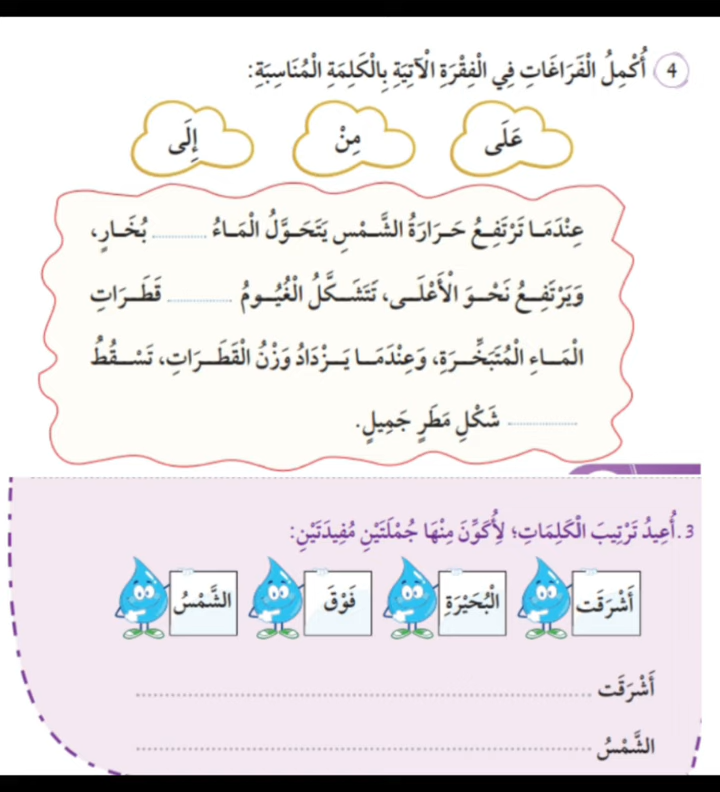 4 أُكْمِلُ الْفَرَاغَاتِ فِي الْفِقْرَةِ الْآتِيَةِ بِالْكَلِمَةِ الْمُنَاسِبَةِ:
عَلَى مِنْ إِلَى
عِنْدَمَا تَرْتَفِعُ حَرَارَةُ الشَّمْسِ يَتَحَوَّلُ الْمَاءُ ........... بُخَارٍ،
وَيَرْتَفِعُ نَحْوَ الْأَعْلَى، تَتَشَكَّلُ الْغُيُومُ ........... قَطَرَاتِ
الْمَاءِ الْمُتَبَخِّرَةِ، وَعِنْدَمَا يَزْدَادُ وَزْنُ الْقَطَرَاتِ، تَسْقُطُ
........... شَكْلِ مَطَرٍ جَمِيلٍ.
3. أُعِيدُ تَرْتِيبَ الْكَلِمَاتِ؛ لِأُكَوِّنَ مِنْهَا جُمْلَتَيْنِ مُفِيدَتَيْنِ:
أَشْرَقَت الْبُحَيْرَةِ فَوْقَ الشَّمْسُ
أَشْرَقَت ...........
الشَّمْسُ ...........